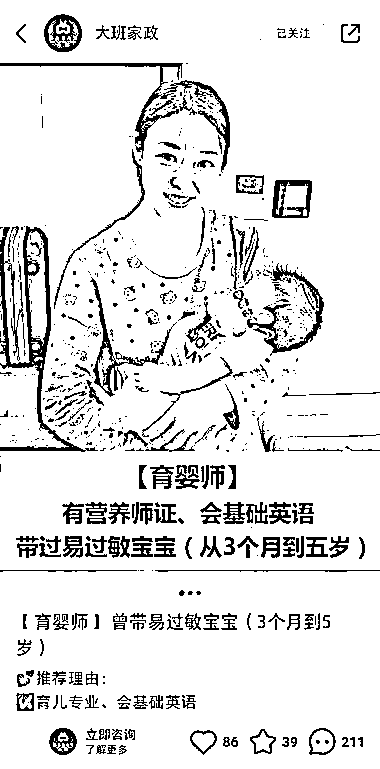 大班家政
已关注
【育婴师】
有营养师证、会基础英语
带过易过敏宝宝（从3个月到五岁）
【育婴师】曾带易过敏宝宝（3个月到5
岁）
推荐理由：
育儿专业、会基础英语
立即咨询
了解更多
86
39
211